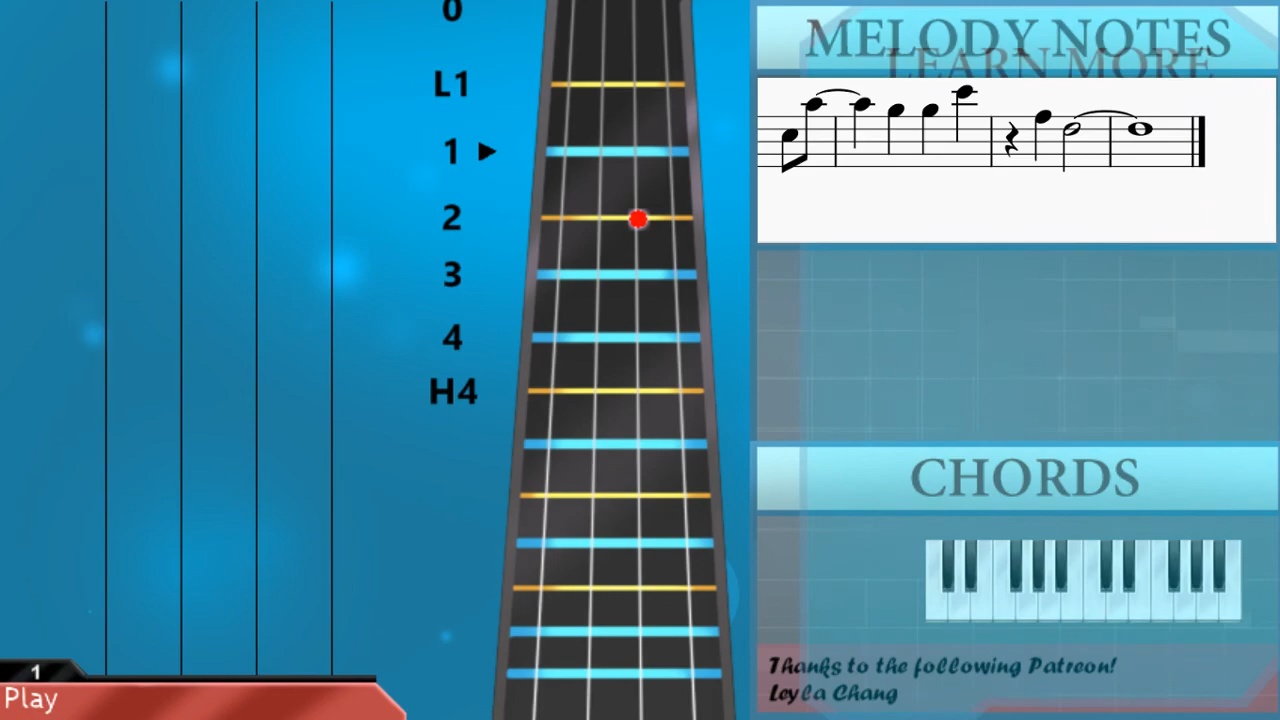 0
L1
1
2
3
4
H4
1
Play
MELODY NOTES
LEARN MORE
CHORDS
Thanks to the following Patreon!
Leyla Chang